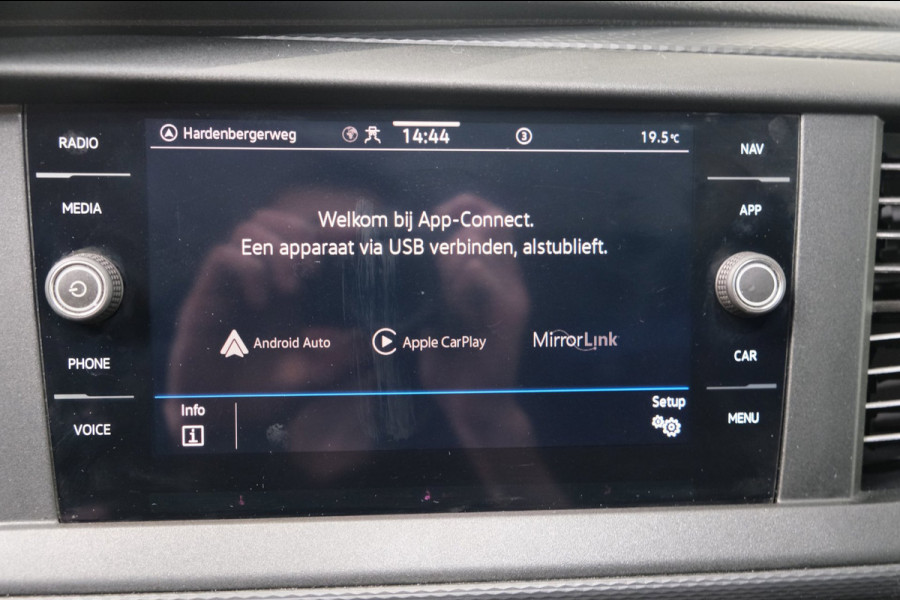 RADIO
MEDIA
PHONE
VOICE
Hardenbergerweg 14:44 3 19.5°C
Welkom bij App-Connect.
Een apparaat via USB verbinden, alstublieft.
Android Auto Apple CarPlay MirrorLink
Info Setup
i
NAV
APP
CAR
MENU